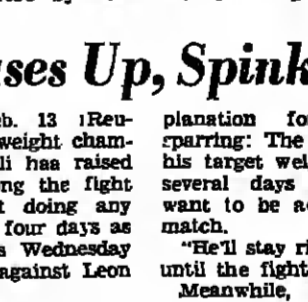 ses Up, Spink
b. 13 (Reu-
weight cham-
li has raised
ng the fight
t doing any
four days as
s Wednesday
against Leon
planation fo
sparring: The
his target wei
several days
want to be a
match.
"He'll stay r
until the fight
Meanwhile,